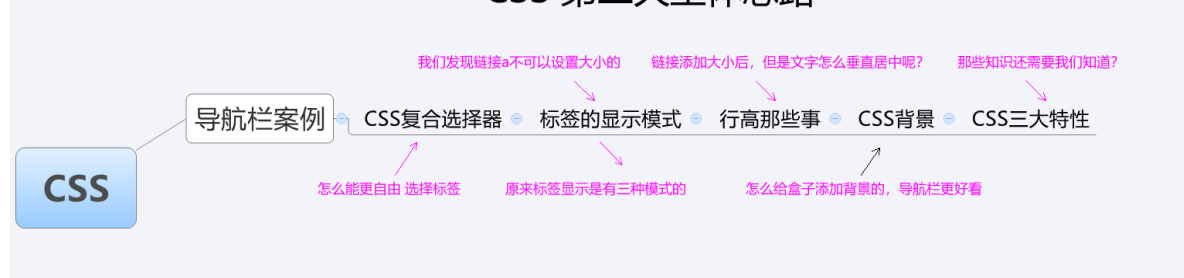 我们发现链接a不可以设置大小的
链接添加大小后，但是文字怎么垂直居中呢?
那些知识还需要我们知道?
导航栏案例
CSS复合选择器
标签的显示模式
行高那些事
CSS背景
CSS三大特性
CSS
怎么能更自由 选择标签
原来标签显示是有三种模式的
怎么给盒子添加背景的，导航栏更好看